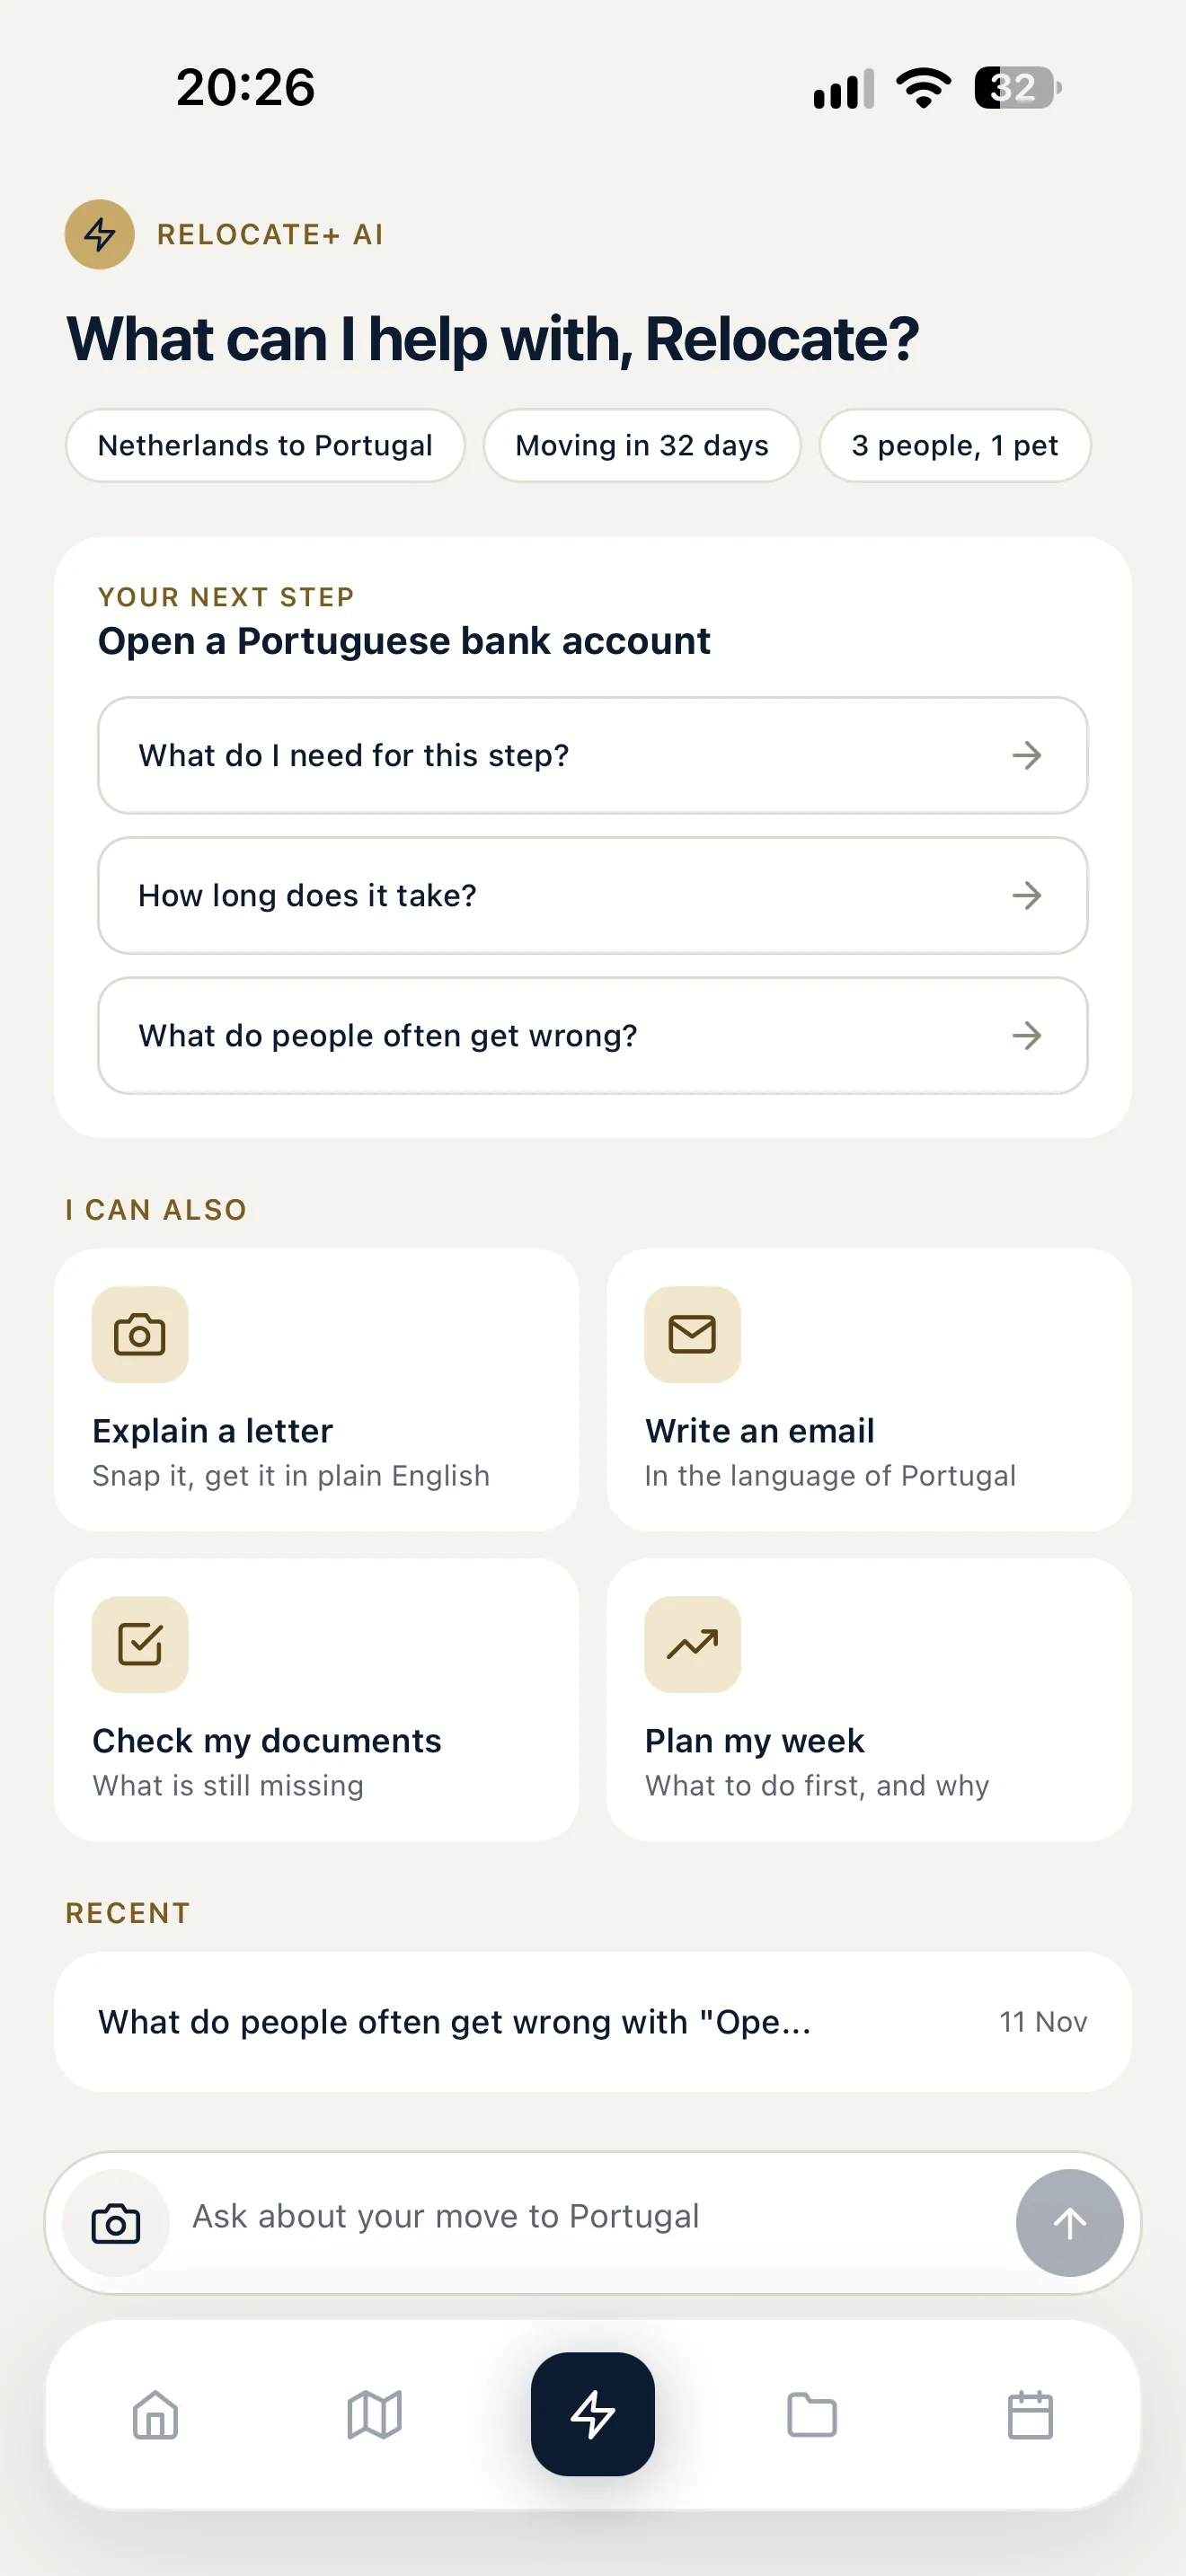 20:26
32
RELOCATE+ AI
What can I help with, Relocate?
Netherlands to Portugal
Moving in 32 days
3 people, 1 pet
YOUR NEXT STEP
Open a Portuguese bank account
What do I need for this step?
How long does it take?
What do people often get wrong?
I CAN ALSO
Explain a letter
Snap it, get it in plain English
Write an email
In the language of Portugal
Check my documents
What is still missing
Plan my week
What to do first, and why
RECENT
What do people often get wrong with "Ope...
11 Nov
Ask about your move to Portugal